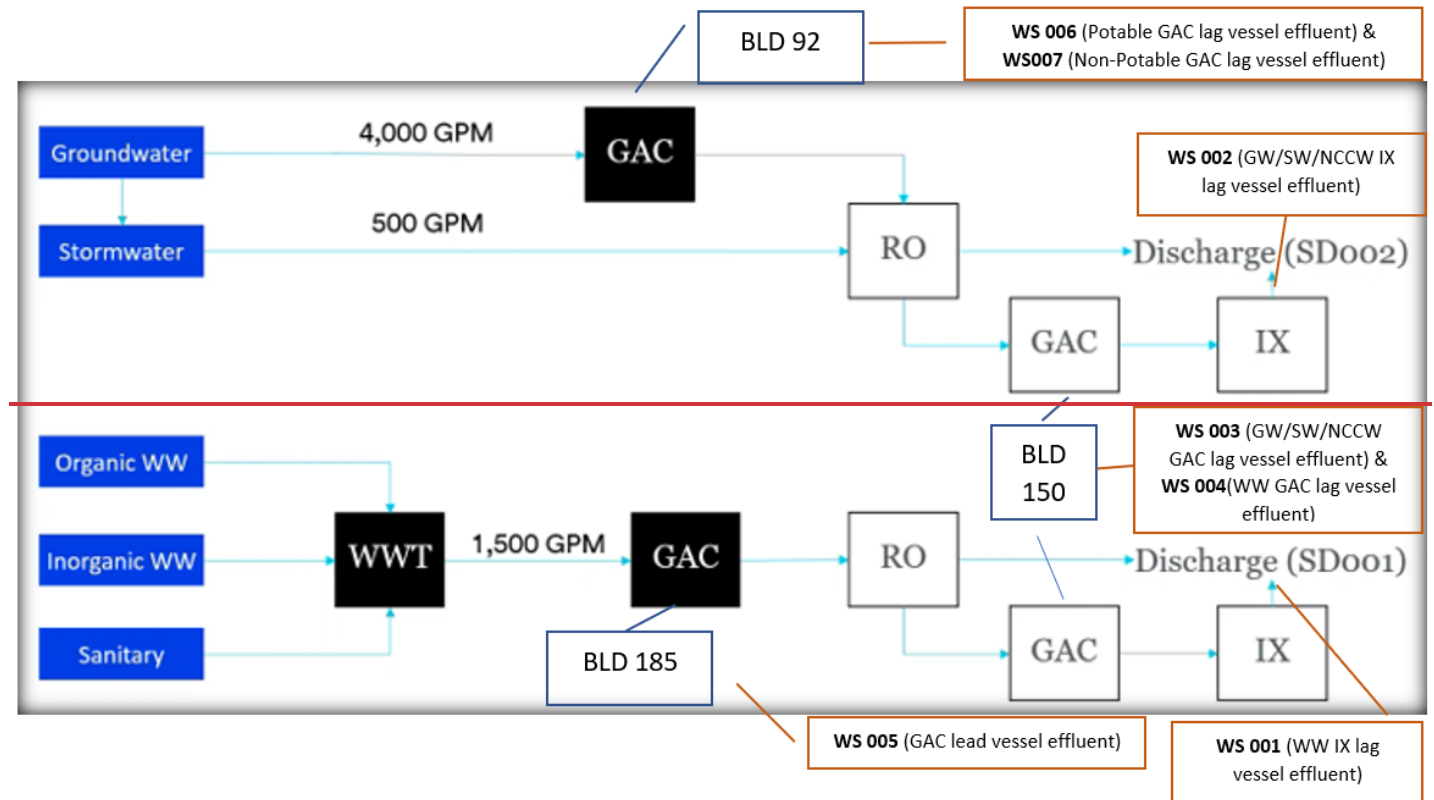 BLD 92
WS 006 (Potable GAC lag vessel effluent) &
WS007 (Non-Potable GAC lag vessel effluent)
Groundwater
4,000 GPM
GAC
WS 002 (GW/SW/NCCW IX
lag vessel effluent)
Stormwater
500 GPM
RO
Discharge (SD002)
GAC
IX
Organic WW
BLD
150
WS 003 (GW/SW/NCCW
GAC lag vessel effluent) &
WS 004(WW GAC lag vessel
effluent)
Inorganic WW
WWT
1,500 GPM
GAC
RO
Discharge (SD001)
Sanitary
BLD 185
GAC
IX
WS 005 (GAC lead vessel effluent)
WS 001 (WW IX lag
vessel effluent)